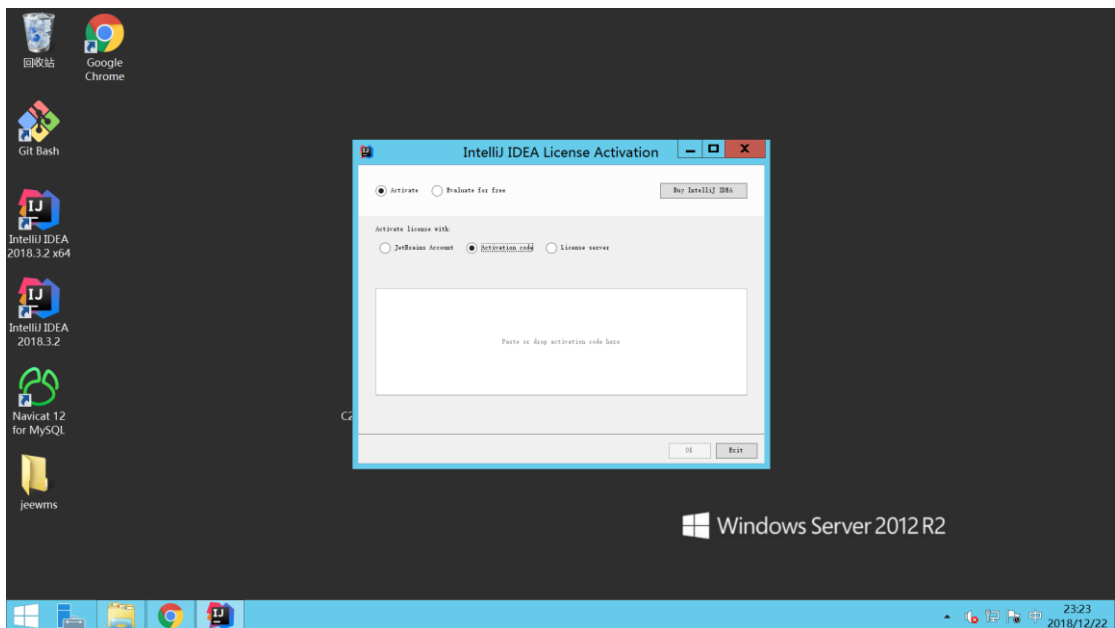 回收站
Google
Chrome
Git Bash
IntelliJ IDEA
2018.3.2 x64
IntelliJ IDEA
2018.3.2
Navicat 12
for MySQL
jeewms
C2
IntelliJ IDEA License Activation
Activate
Evaluate for free
Buy IntelliJ IDEA
Activate license with:
JetBrains Account
Activation code
License server
Paste or drop activation code here
OK
Exit
Windows Server 2012 R2
中
23:23
2018/12/22